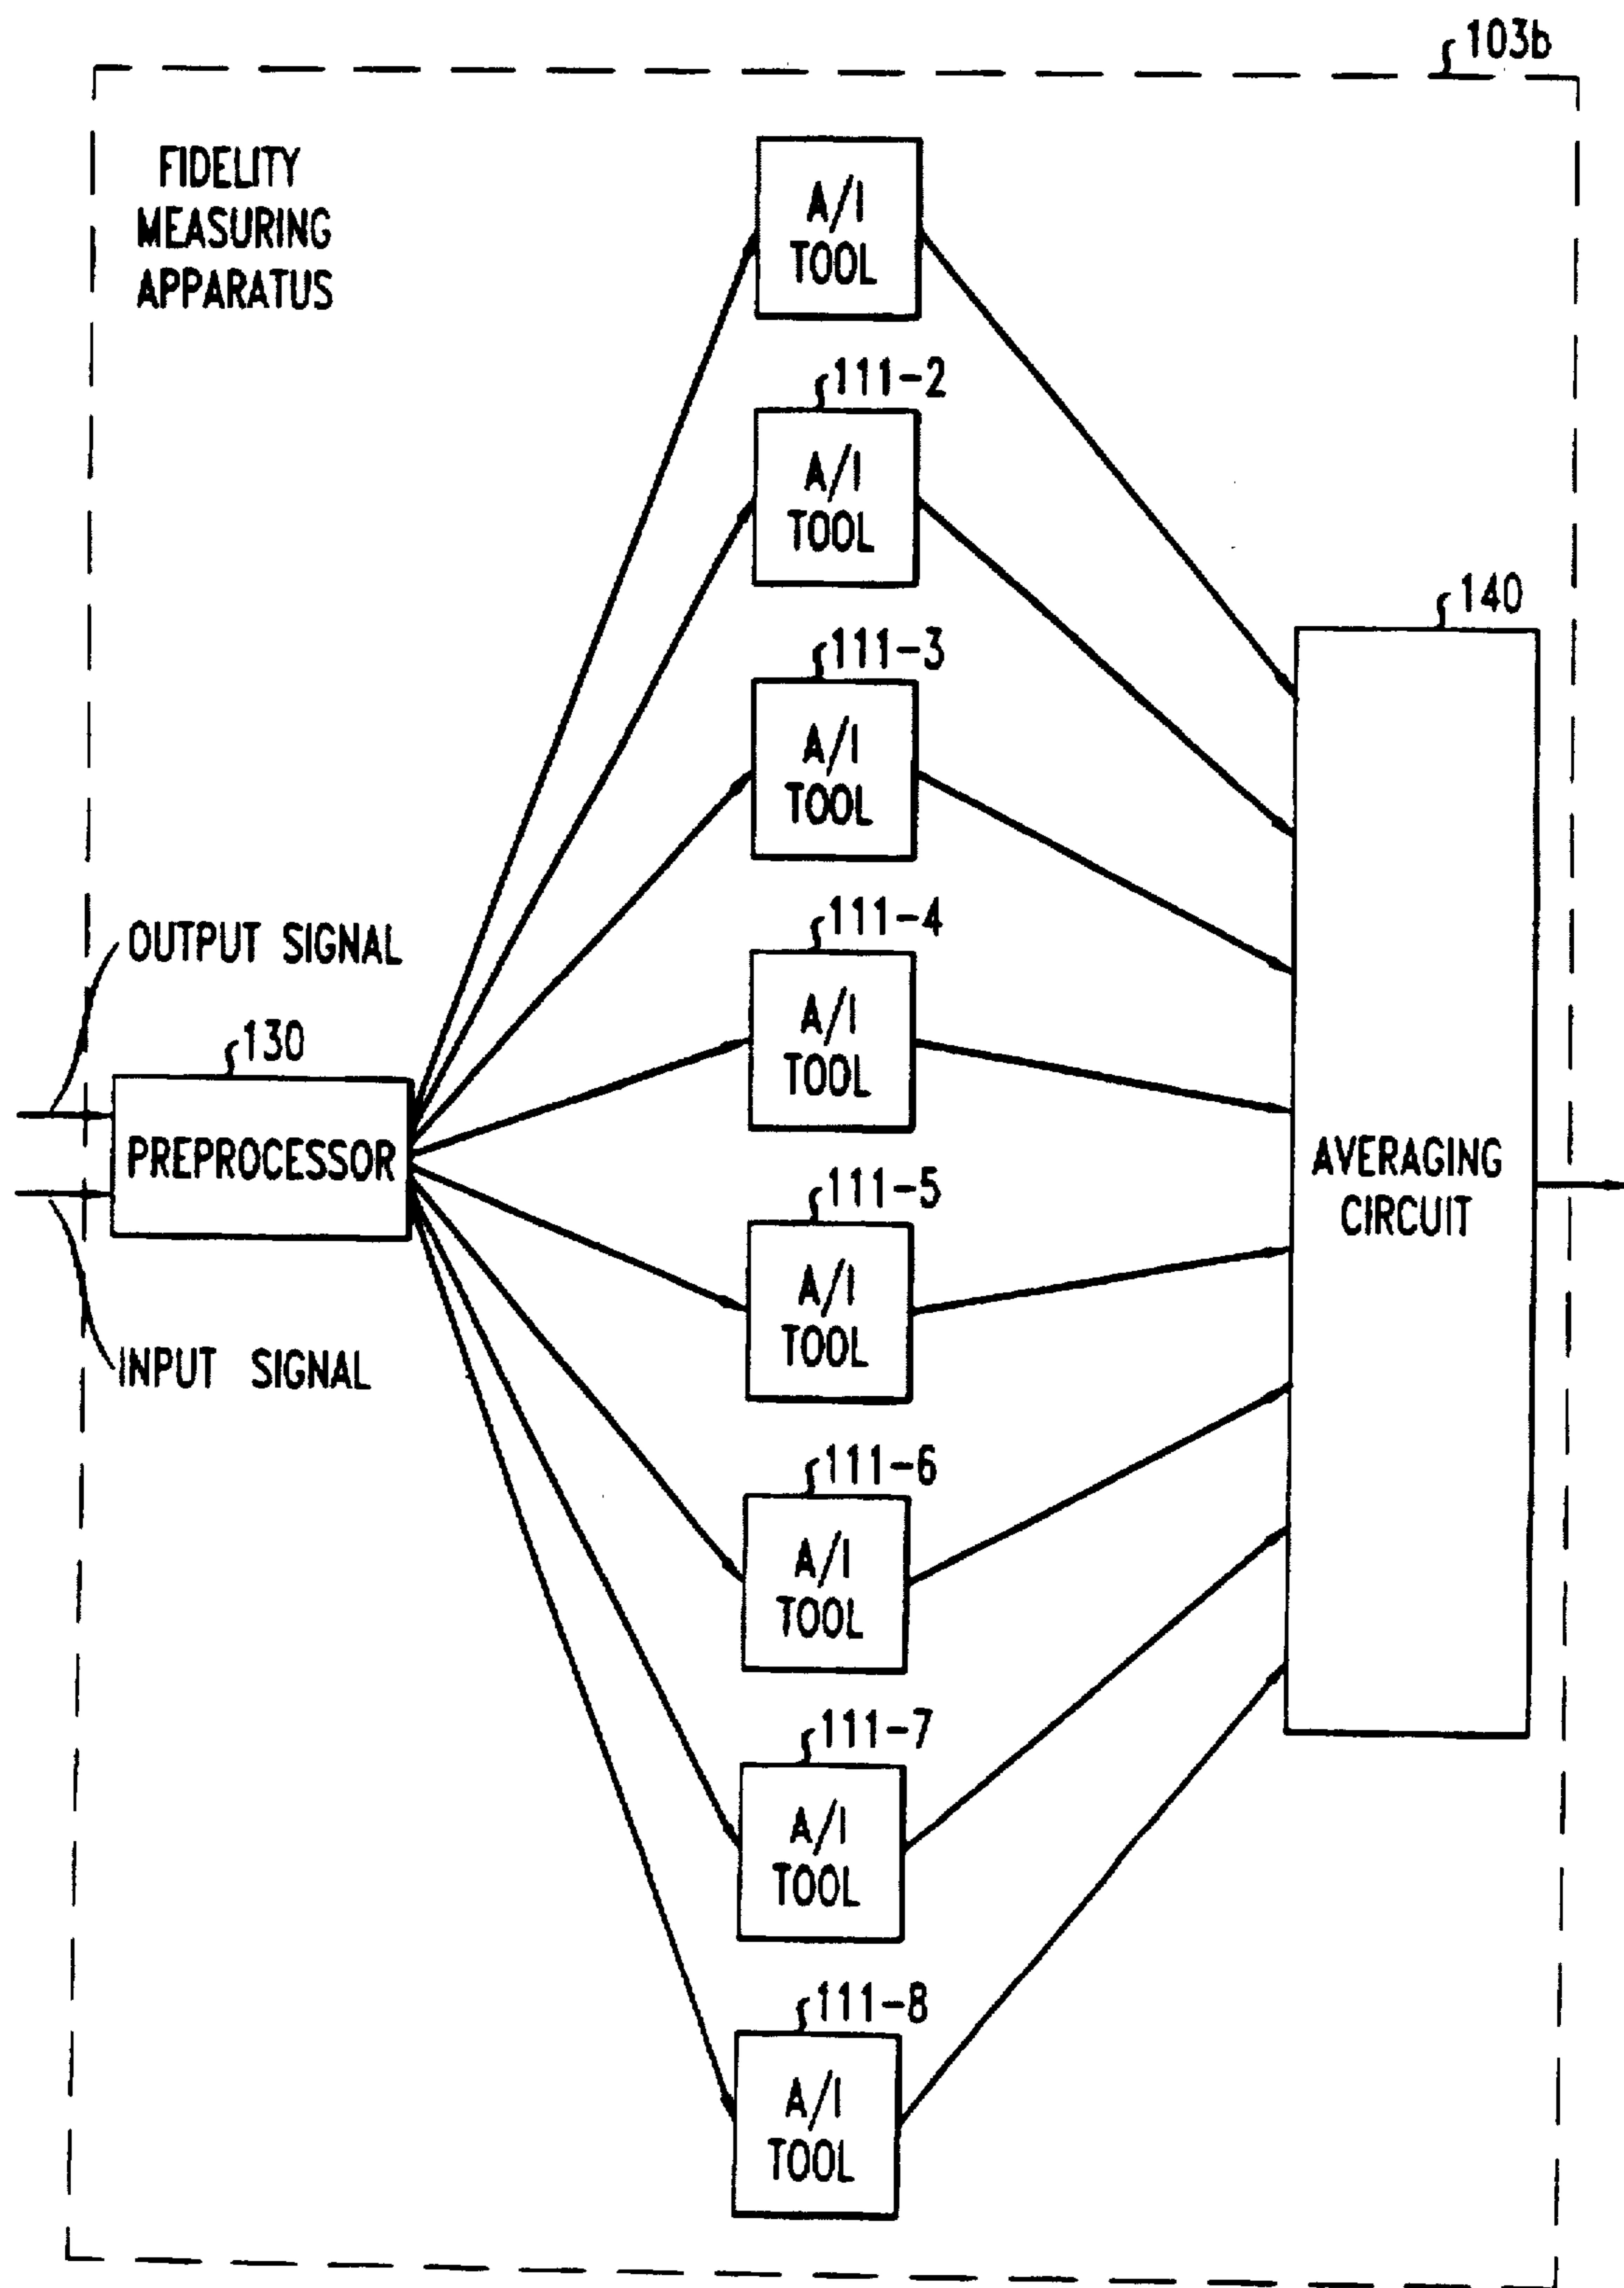 103b
FIDELITY
MEASURING
APPARATUS
A/I
TOOL
111-2
A/I
TOOL
111-3
A/I
TOOL
111-4
A/I
TOOL
111-5
A/I
TOOL
111-6
A/I
TOOL
111-7
A/I
TOOL
111-8
A/I
TOOL
OUTPUT SIGNAL
130
PREPROCESSOR
INPUT SIGNAL
140
AVERAGING
CIRCUIT